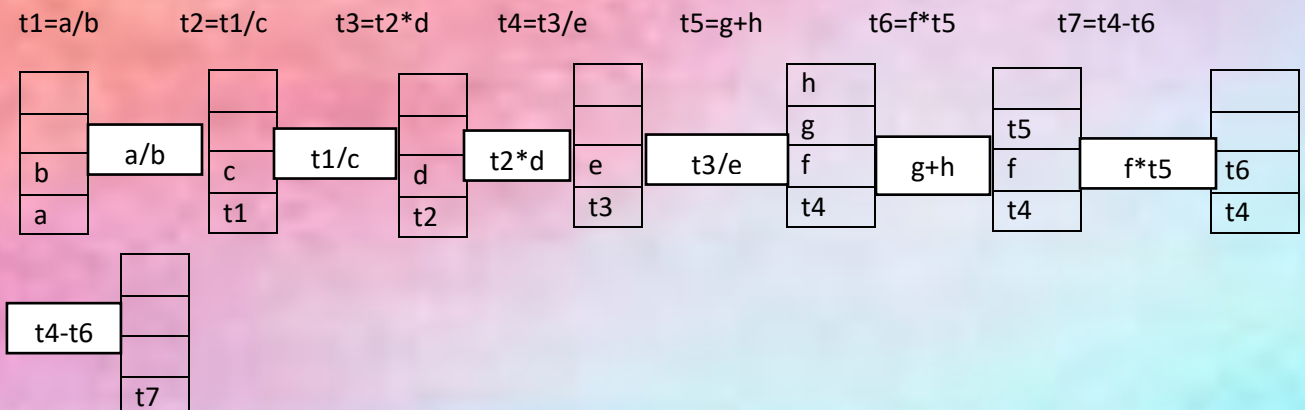 t1=a/b t2=t1/c t3=t2*d t4=t3/e t5=g+h t6=f*t5 t7=t4-t6
h
g t5
b a/b c t1/c d t2*d e t3/e f g+h f f*t5 t6
a t1 t2 t3 t4 t4 t4
t4-t6
t7